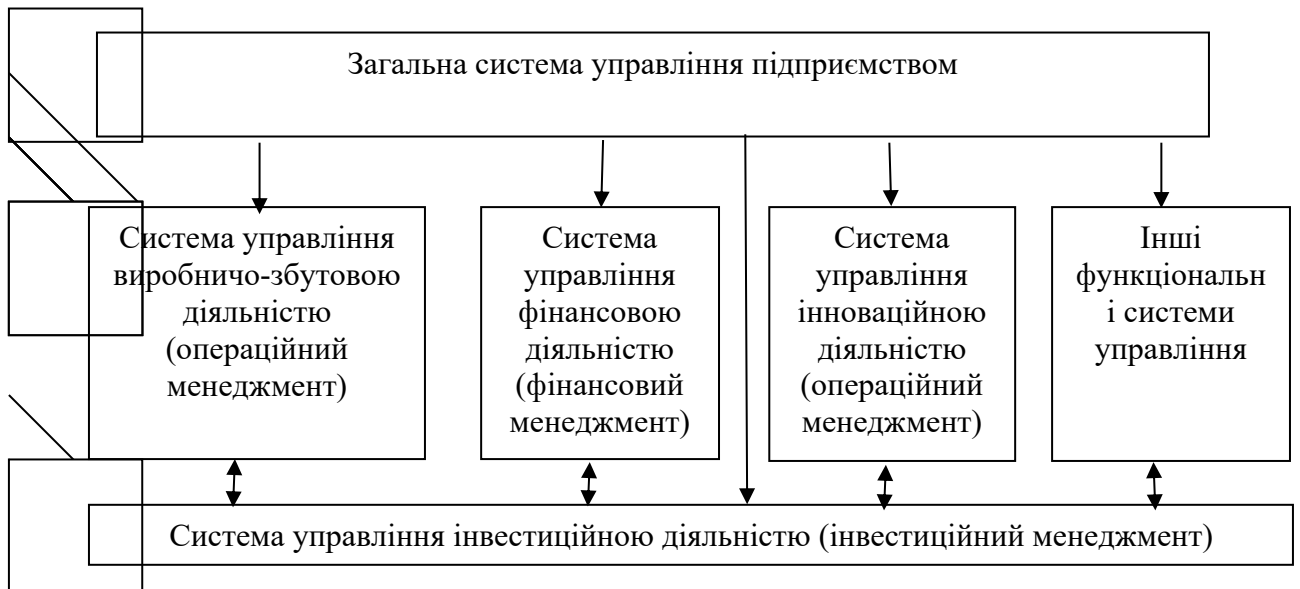 Загальна система управління підприємством
Система управління
виробничо-збутовою
діяльністю
(операційний
менеджмент)
Система
управління
фінансовою
діяльністю
(фінансовий
менеджмент)
Система
управління
інноваційною
діяльністю
(операційний
менеджмент)
Інші
функціональн
і системи
управління
Система управління інвестиційною діяльністю (інвестиційний менеджмент)